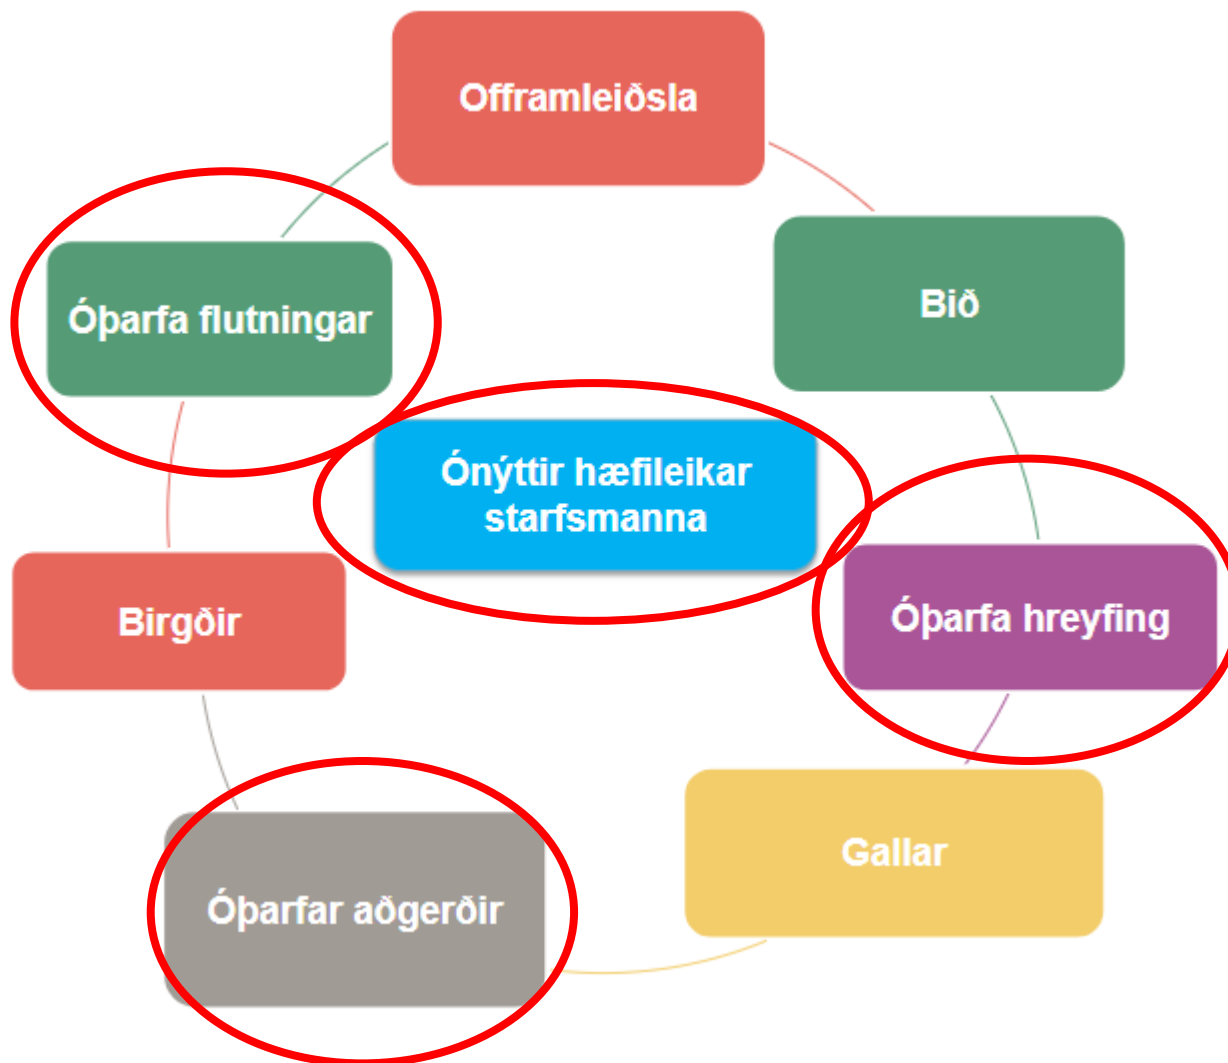 Offramleiðsla
Bið
Óþarfa flutningar
Ónýttir hæfileikar
starfsmanna
Óþarfa hreyfing
Birgðir
Gallar
Óþarfar aðgerðir